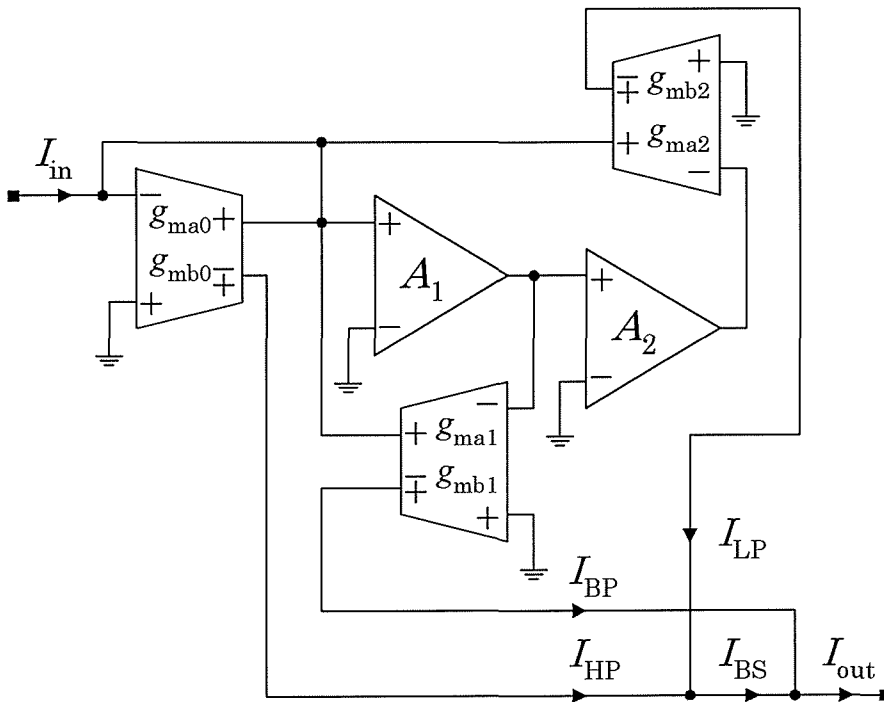 +
∓ g_mb2
+ g_ma2
−
I_in
−
g_ma0 +
g_mb0 ∓
+
+
A_1
−
+
A_2
−
−
+ g_ma1
∓ g_mb1
+
I_LP
I_BP
I_HP
I_BS
I_out